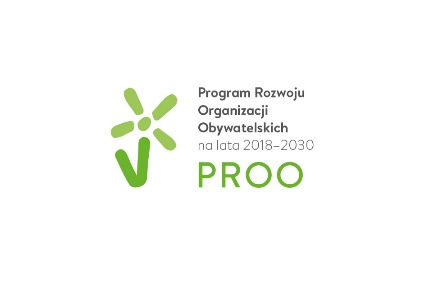 Program Rozwoju
Organizacji
Obywatelskich
na lata 2018–2030
PROO